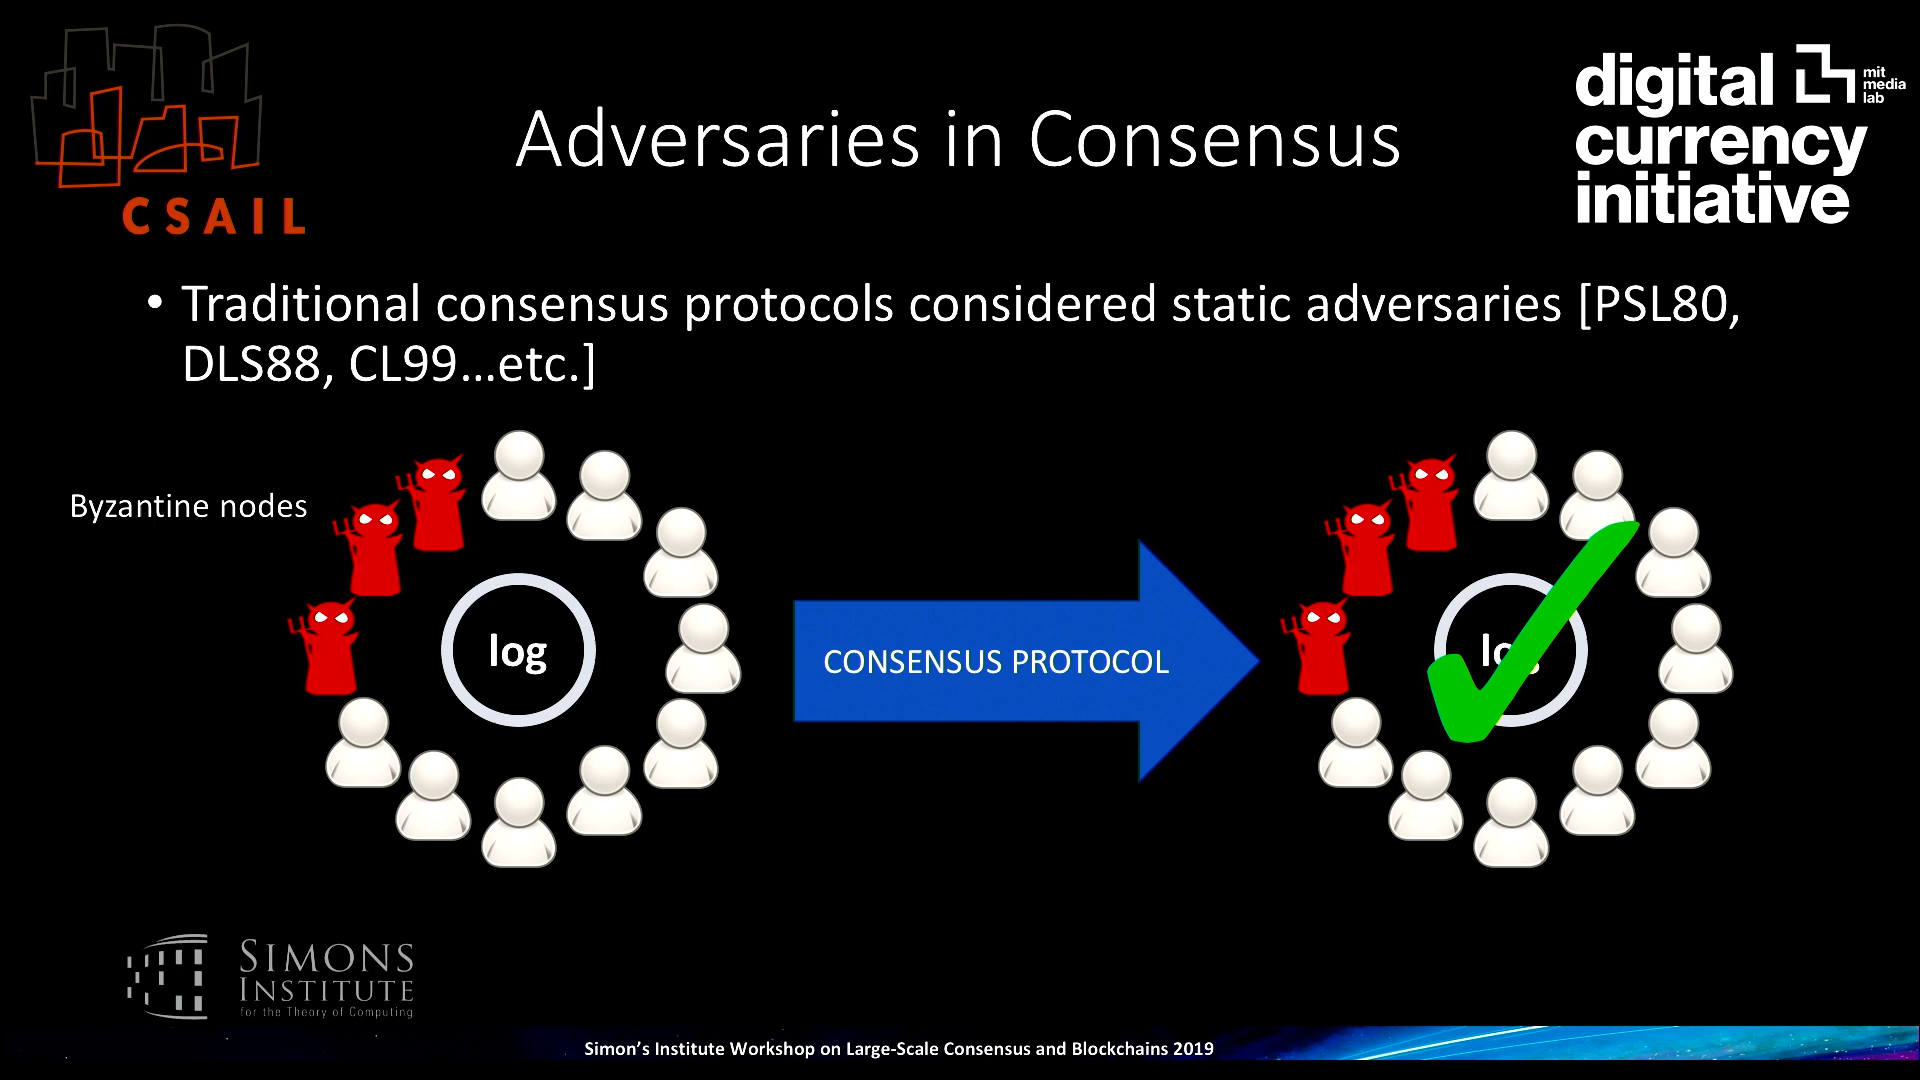 CSAIL
Adversaries in Consensus
digital
currency
initiative
mit
media
lab
• Traditional consensus protocols considered static adversaries [PSL80,
DLS88, CL99...etc.]
Byzantine nodes
log
CONSENSUS PROTOCOL
log
SIMONS
INSTITUTE
for the Theory of Computing
Simon’s Institute Workshop on Large-Scale Consensus and Blockchains 2019